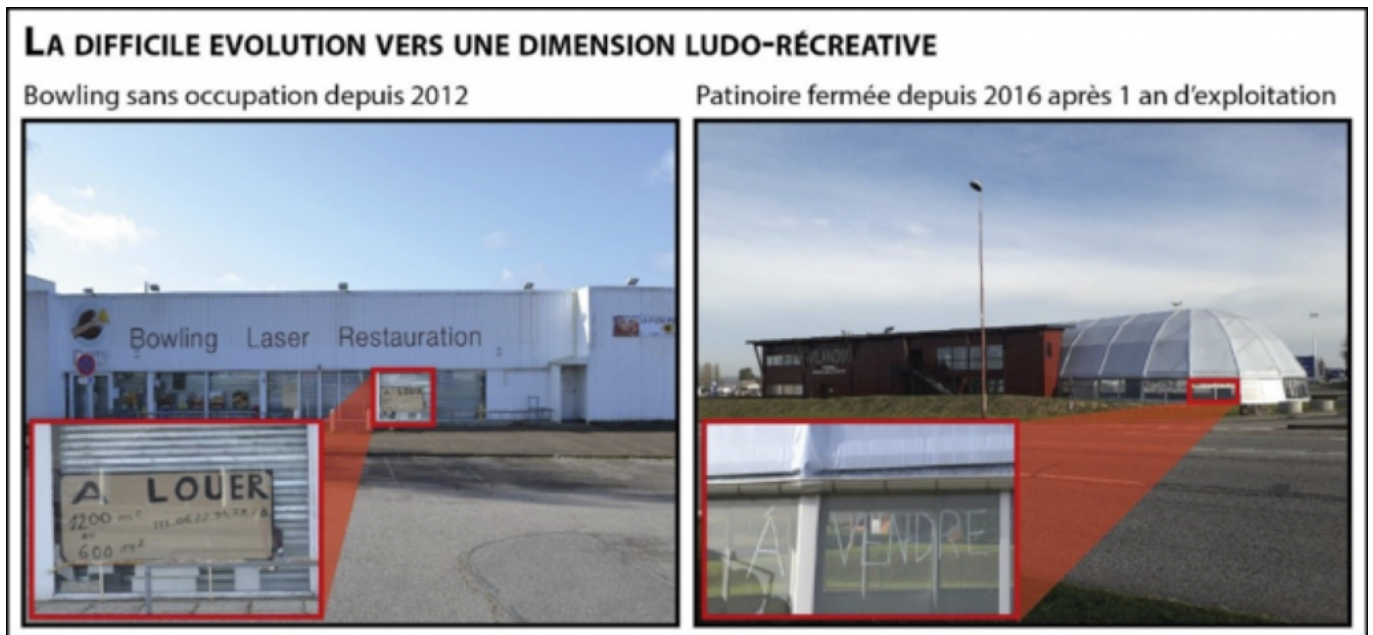 LA DIFFICILE EVOLUTION VERS UNE DIMENSION LUDO-RÉCREATIVE
Bowling sans occupation depuis 2012
Patinoire fermée depuis 2016 après 1 an d'exploitation
Bowling Laser Restauration
A LOUER
A LOUER
1200 m²
ou
600 m²
À VENDRE